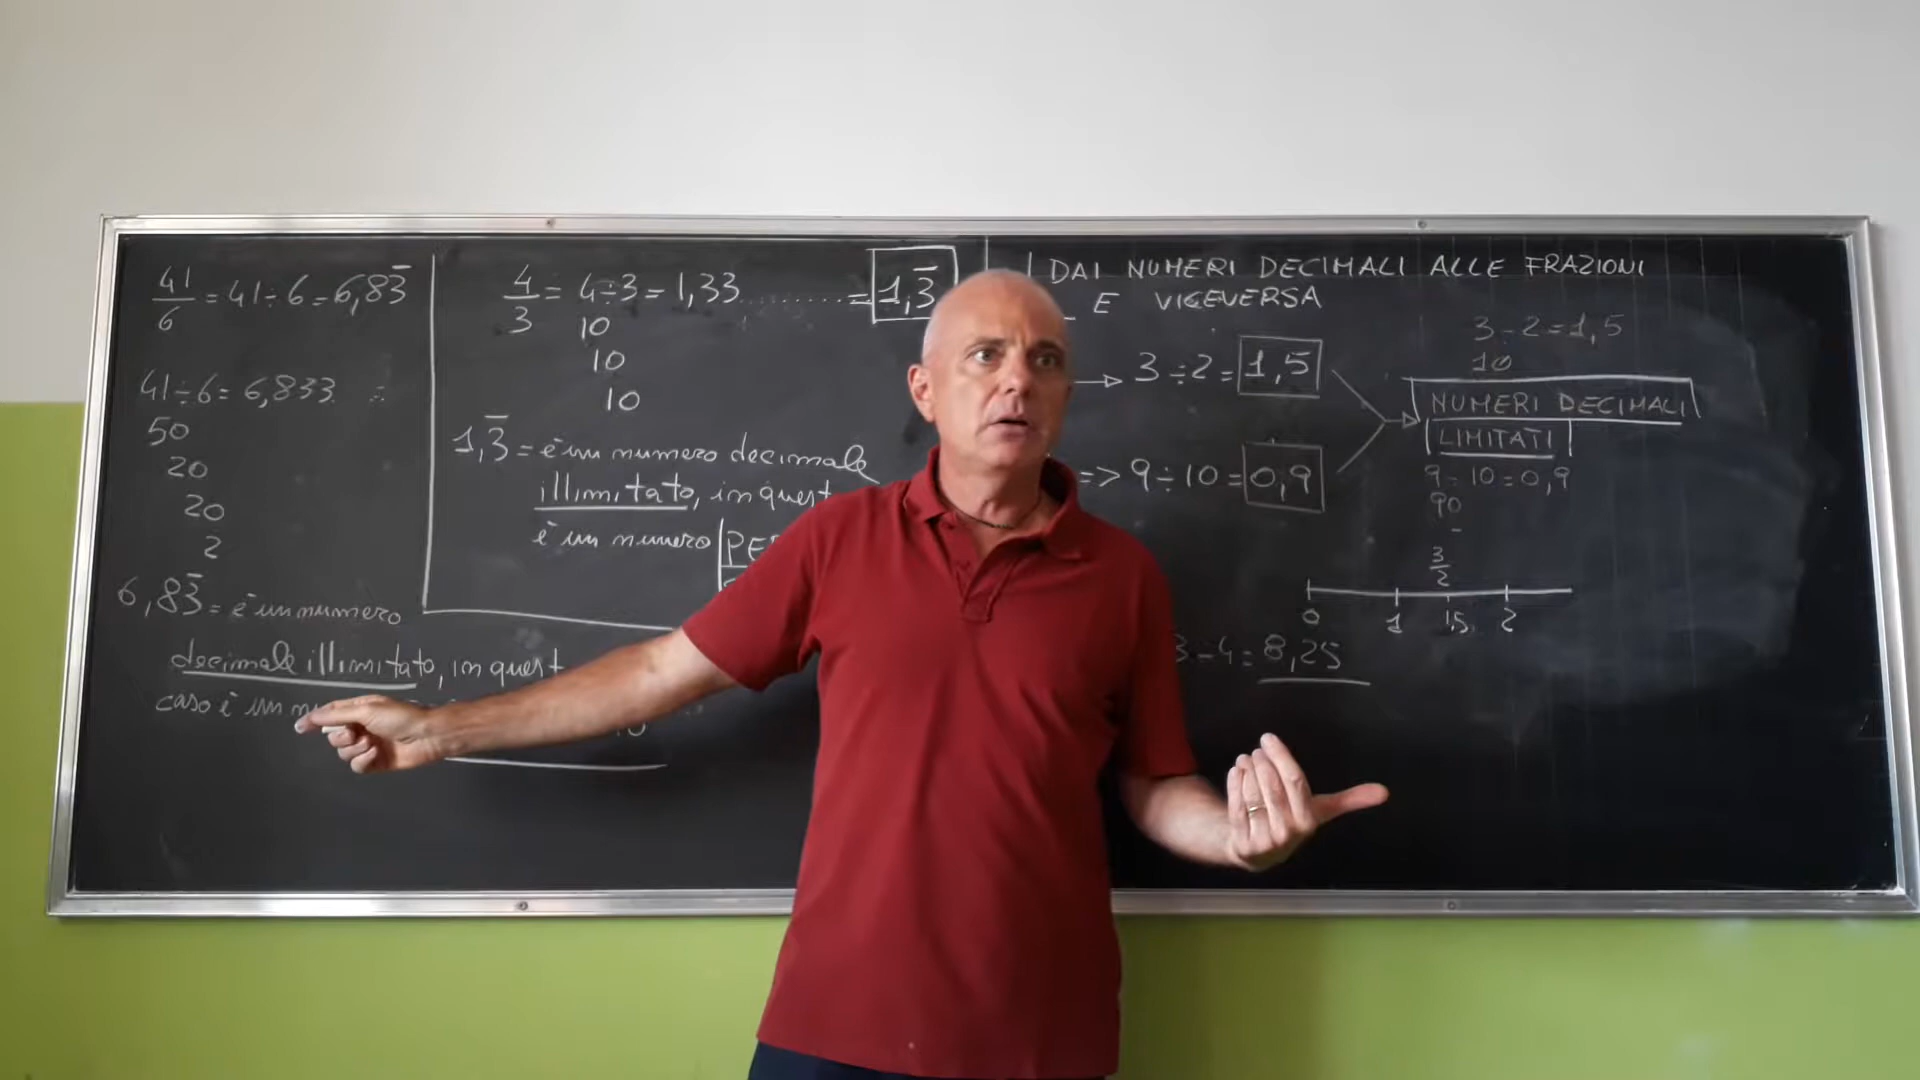 41/6 = 41÷6 = 6,83̅
41÷6 = 6,833
50
20
20
2
6,83̅ = è un numero
decimale illimitato, in quest
caso è un
4/3 = 4÷3 = 1,33......... = 1,3̅
10
10
10
1,3̅ = è un numero decimale
illimitato, in quest
è un numero PE
DAI NUMERI DECIMALI ALLE FRAZIONI
E VICEVERSA
3÷2 = 1,5
=> 9÷10 = 0,9
3-2=1,5
10
NUMERI DECIMALI
LIMITATI
9-10=0,9
90
3/2
0 1 1,5 2
3-4=8,25